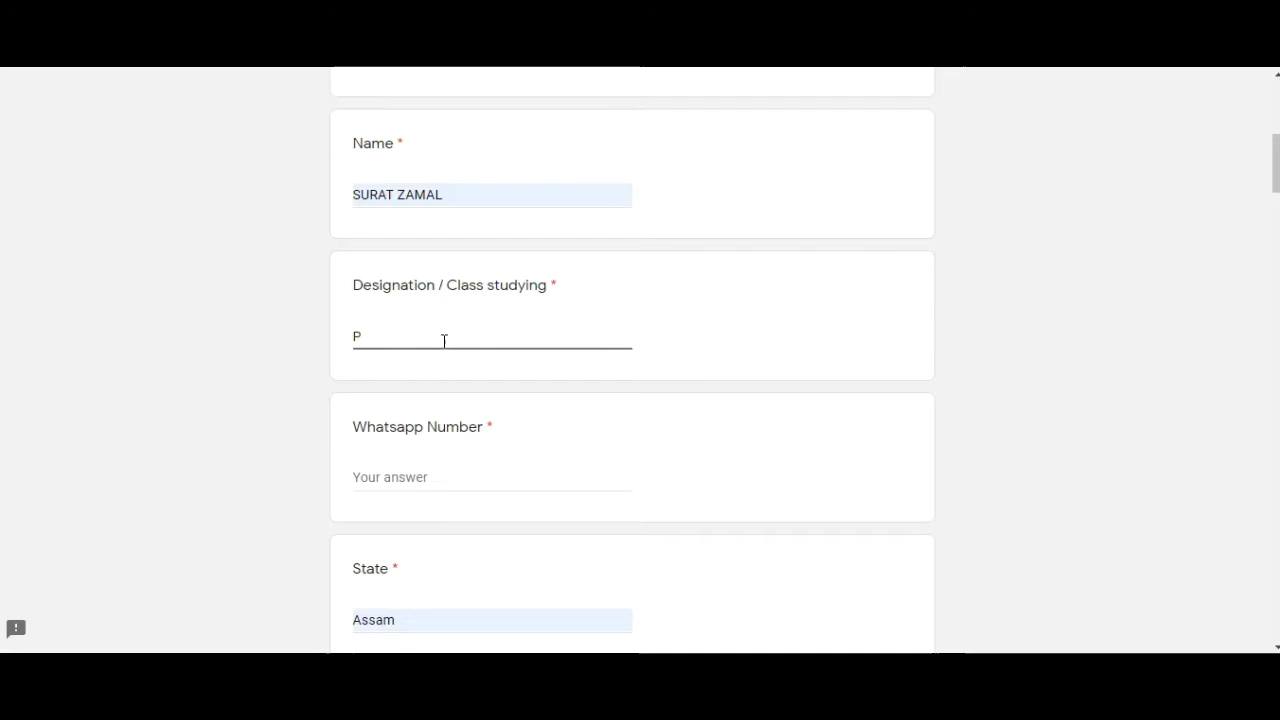 Name *
SURAT ZAMAL
Designation / Class studying *
P
Whatsapp Number *
Your answer
State *
Assam